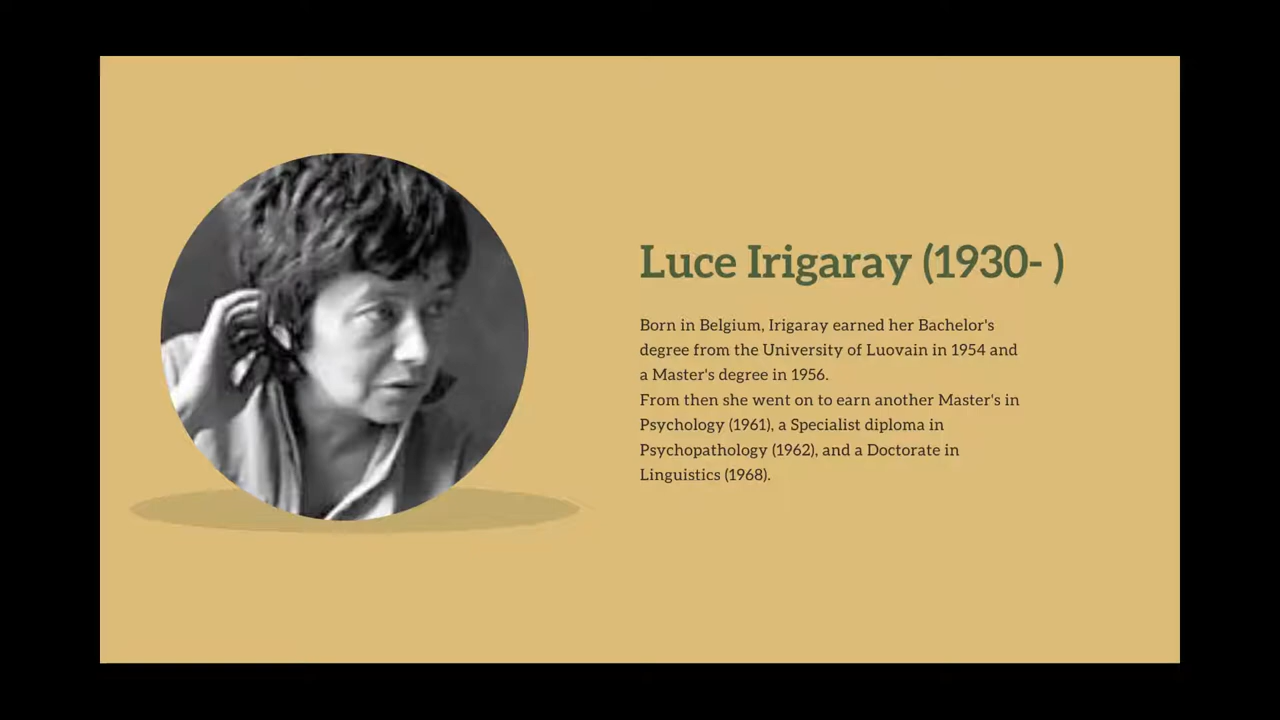 Luce Irigaray (1930- )
Born in Belgium, Irigaray earned her Bachelor's
degree from the University of Luovain in 1954 and
a Master's degree in 1956.
From then she went on to earn another Master's in
Psychology (1961), a Specialist diploma in
Psychopathology (1962), and a Doctorate in
Linguistics (1968).